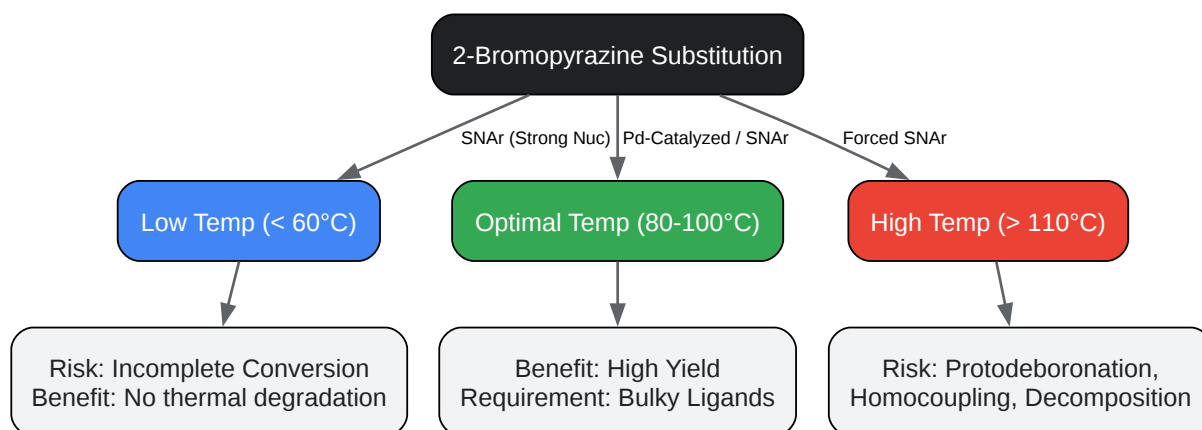 2-Bromopyrazine Substitution
SNAr (Strong Nuc)
Pd-Catalyzed / SNAr
Forced SNAr
Low Temp (< 60°C)
Optimal Temp (80-100°C)
High Temp (> 110°C)
Risk: Incomplete Conversion
Benefit: No thermal degradation
Benefit: High Yield
Requirement: Bulky Ligands
Risk: Protodeboronation,
Homocoupling, Decomposition